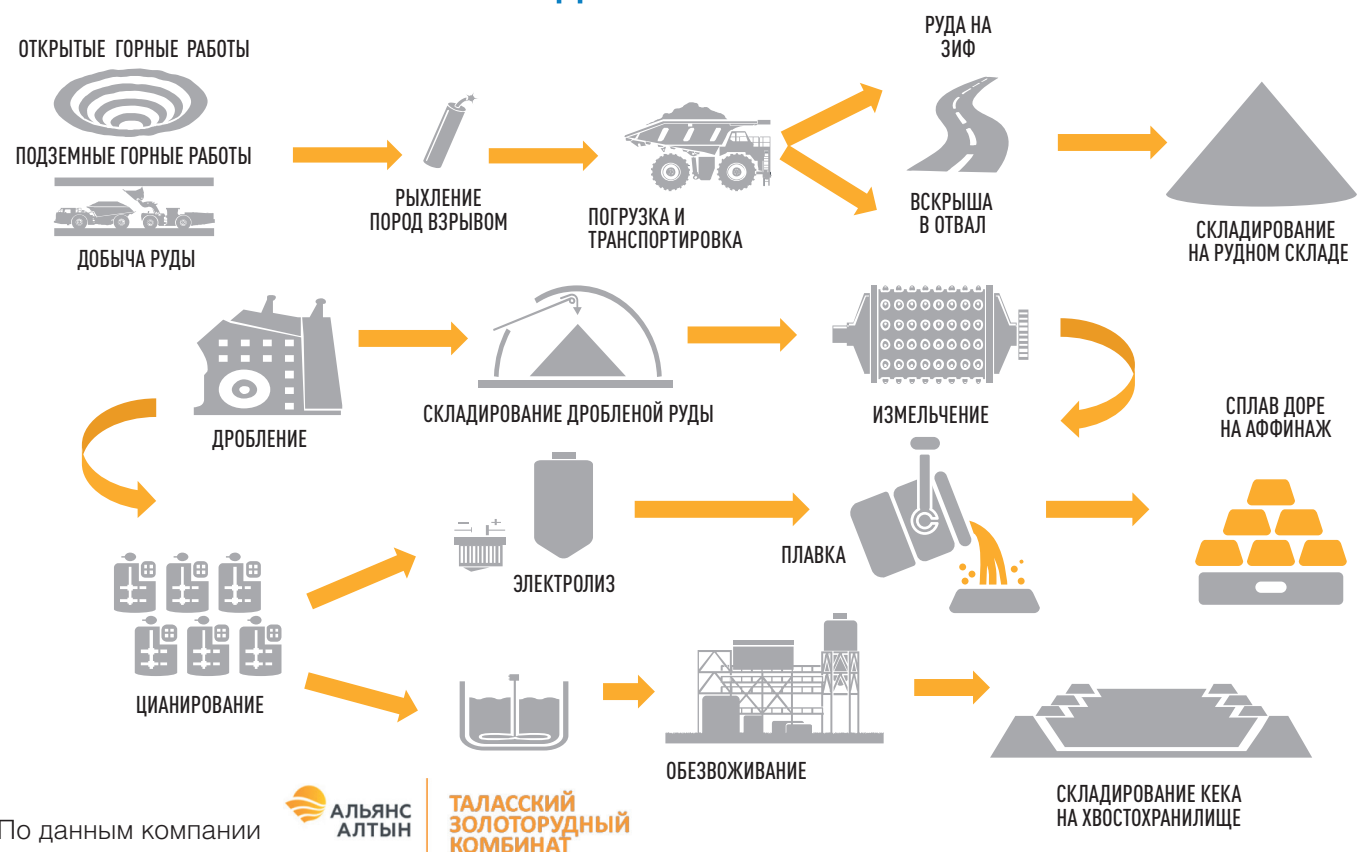 ОТКРЫТЫЕ ГОРНЫЕ РАБОТЫ
ПОДЗЕМНЫЕ ГОРНЫЕ РАБОТЫ
ДОБЫЧА РУДЫ
РЫХЛЕНИЕ
ПОРОД ВЗРЫВОМ
ПОГРУЗКА И
ТРАНСПОРТИРОВКА
РУДА НА
ЗИФ
ВСКРЫША
В ОТВАЛ
СКЛАДИРОВАНИЕ
НА РУДНОМ СКЛАДЕ
ДРОБЛЕНИЕ
СКЛАДИРОВАНИЕ ДРОБЛЕНОЙ РУДЫ
ИЗМЕЛЬЧЕНИЕ
СПЛАВ ДОРЕ
НА АФФИНАЖ
ЭЛЕКТРОЛИЗ
ПЛАВКА
ЦИАНИРОВАНИЕ
ОБЕЗВОЖИВАНИЕ
СКЛАДИРОВАНИЕ КЕКА
НА ХВОСТОХРАНИЛИЩЕ
По данным компании
АЛЬЯНС
АЛТЫН
ТАЛАССКИЙ
ЗОЛОТОРУДНЫЙ
КОМБИНАТ